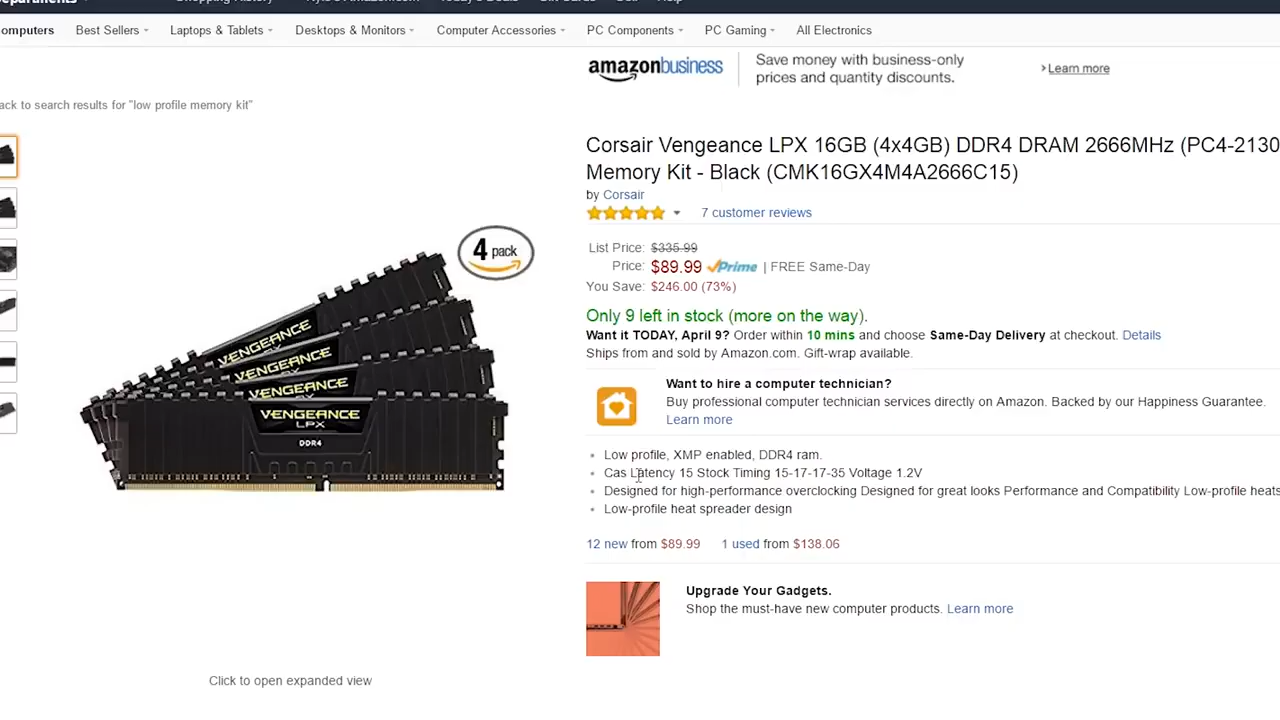 omputers Best Sellers Laptops & Tablets Desktops & Monitors Computer Accessories PC Components PC Gaming All Electronics
amazonbusiness
Save money with business-only
prices and quantity discounts.
Learn more
ack to search results for "low profile memory kit"
Corsair Vengeance LPX 16GB (4x4GB) DDR4 DRAM 2666MHz (PC4-2130
Memory Kit - Black (CMK16GX4M4A2666C15)
by Corsair
7 customer reviews
List Price: $335.99
Price: $89.99 Prime | FREE Same-Day
You Save: $246.00 (73%)
Only 9 left in stock (more on the way).
Want it TODAY, April 9? Order within 10 mins and choose Same-Day Delivery at checkout. Details
Ships from and sold by Amazon.com. Gift-wrap available.
4 pack
VENGEANCE
VENGEANCE
VENGEANCE
VENGEANCE
LPX
DDR4
Want to hire a computer technician?
Buy professional computer technician services directly on Amazon. Backed by our Happiness Guarantee.
Learn more
Low profile, XMP enabled, DDR4 ram.
Cas Latency 15 Stock Timing 15-17-17-35 Voltage 1.2V
Designed for high-performance overclocking Designed for great looks Performance and Compatibility Low-profile heats
Low-profile heat spreader design
12 new from $89.99 1 used from $138.06
Upgrade Your Gadgets.
Shop the must-have new computer products. Learn more
Click to open expanded view